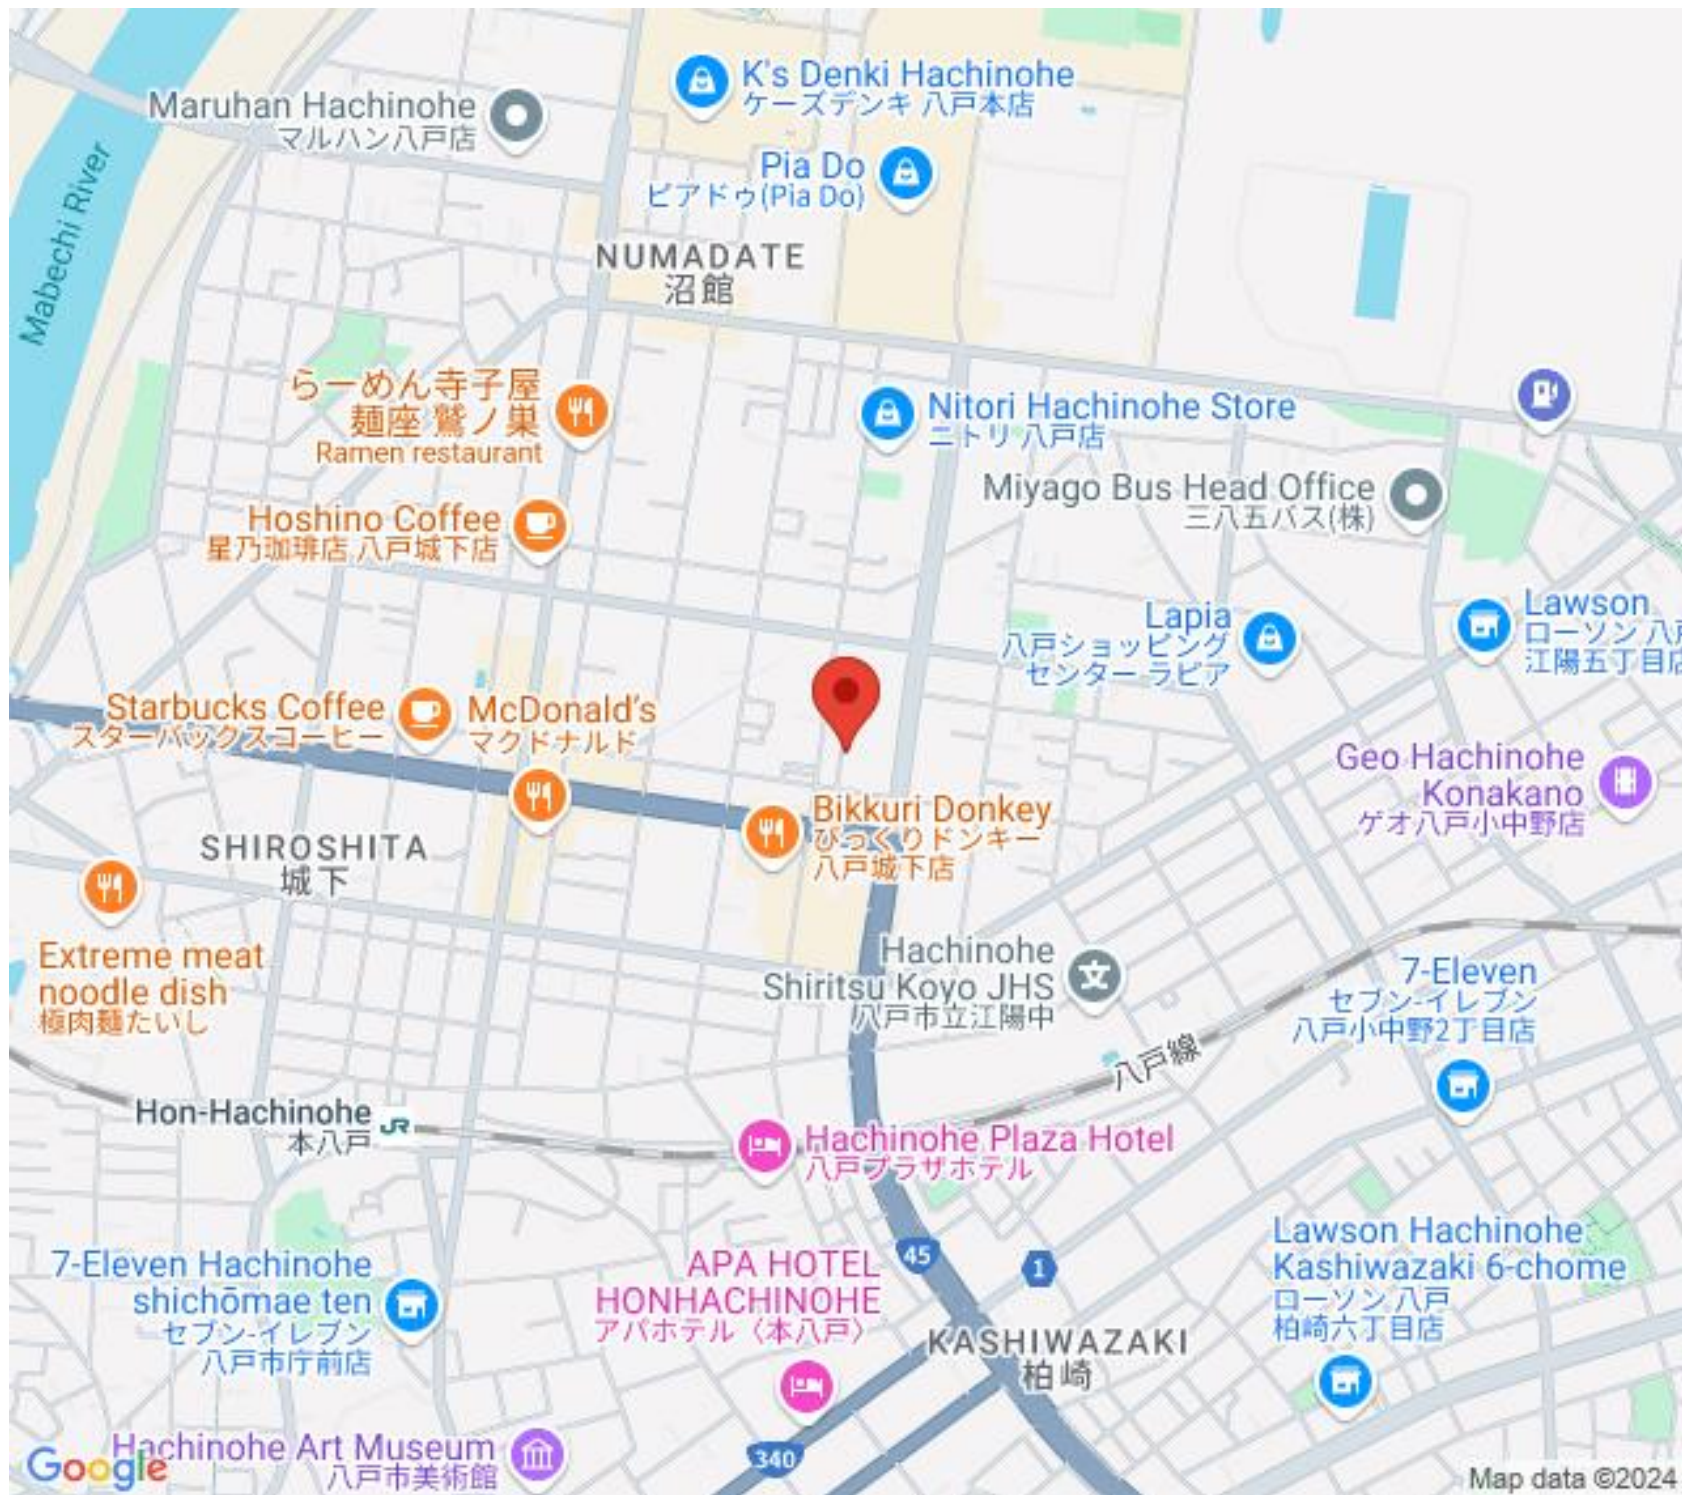 K's Denki Hachinohe
ケーズデンキ 八戸本店
Maruhan Hachinohe
マルハン八戸店
Pia Do
ピアドゥ(Pia Do)
Mabechi River
NUMADATE
沼館
らーめん寺子屋
麺座 鷲ノ巣
Ramen restaurant
Nitori Hachinohe Store
ニトリ 八戸店
Miyago Bus Head Office
三八五バス(株)
Hoshino Coffee
星乃珈琲店 八戸城下店
Lapia
八戸ショッピング
センター ラピア
Lawson
ローソン 八戸
江陽五丁目店
Starbucks Coffee
スターバックスコーヒー
McDonald's
マクドナルド
Geo Hachinohe
Konakano
ゲオ八戸小中野店
Bikkuri Donkey
びっくりドンキー
八戸城下店
SHIROSHITA
城下
Extreme meat
noodle dish
極肉麺たいし
Hachinohe
Shiritsu Koyo JHS
八戸市立江陽中
7-Eleven
セブン-イレブン
八戸小中野2丁目店
八戸線
Hon-Hachinohe
本八戸
JR
Hachinohe Plaza Hotel
八戸プラザホテル
7-Eleven Hachinohe
shichōmae ten
セブン-イレブン
八戸市庁前店
APA HOTEL
HONHACHINOHE
アパホテル〈本八戸〉
45
1
Lawson Hachinohe
Kashiwazaki 6-chome
ローソン 八戸
柏崎六丁目店
KASHIWAZAKI
柏崎
Hachinohe Art Museum
八戸市美術館
340
Google
Map data ©2024